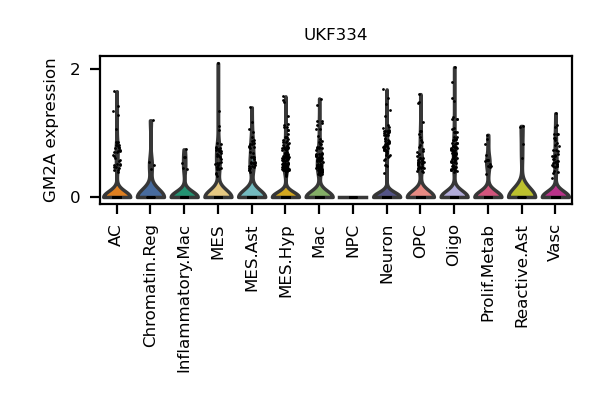 UKF334
GM2A expression
2
0
AC
Chromatin.Reg
Inflammatory.Mac
MES
MES.Ast
MES.Hyp
Mac
NPC
Neuron
OPC
Oligo
Prolif.Metab
Reactive.Ast
Vasc